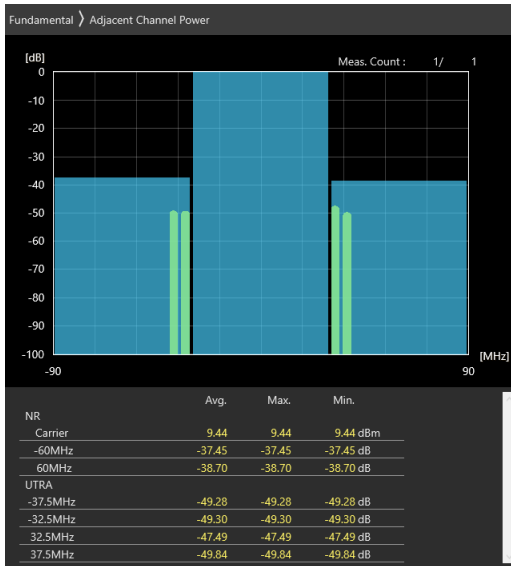 Fundamental 〉 Adjacent Channel Power
[dB]
Meas. Count : 1/ 1
0
-10
-20
-30
-40
-50
-60
-70
-80
-90
-100
[MHz]
-90 90
Avg. Max. Min.
NR
Carrier 9.44 9.44 9.44 dBm
-60MHz -37.45 -37.45 -37.45 dB
60MHz -38.70 -38.70 -38.70 dB
UTRA
-37.5MHz -49.28 -49.28 -49.28 dB
-32.5MHz -49.30 -49.30 -49.30 dB
32.5MHz -47.49 -47.49 -47.49 dB
37.5MHz -49.84 -49.84 -49.84 dB